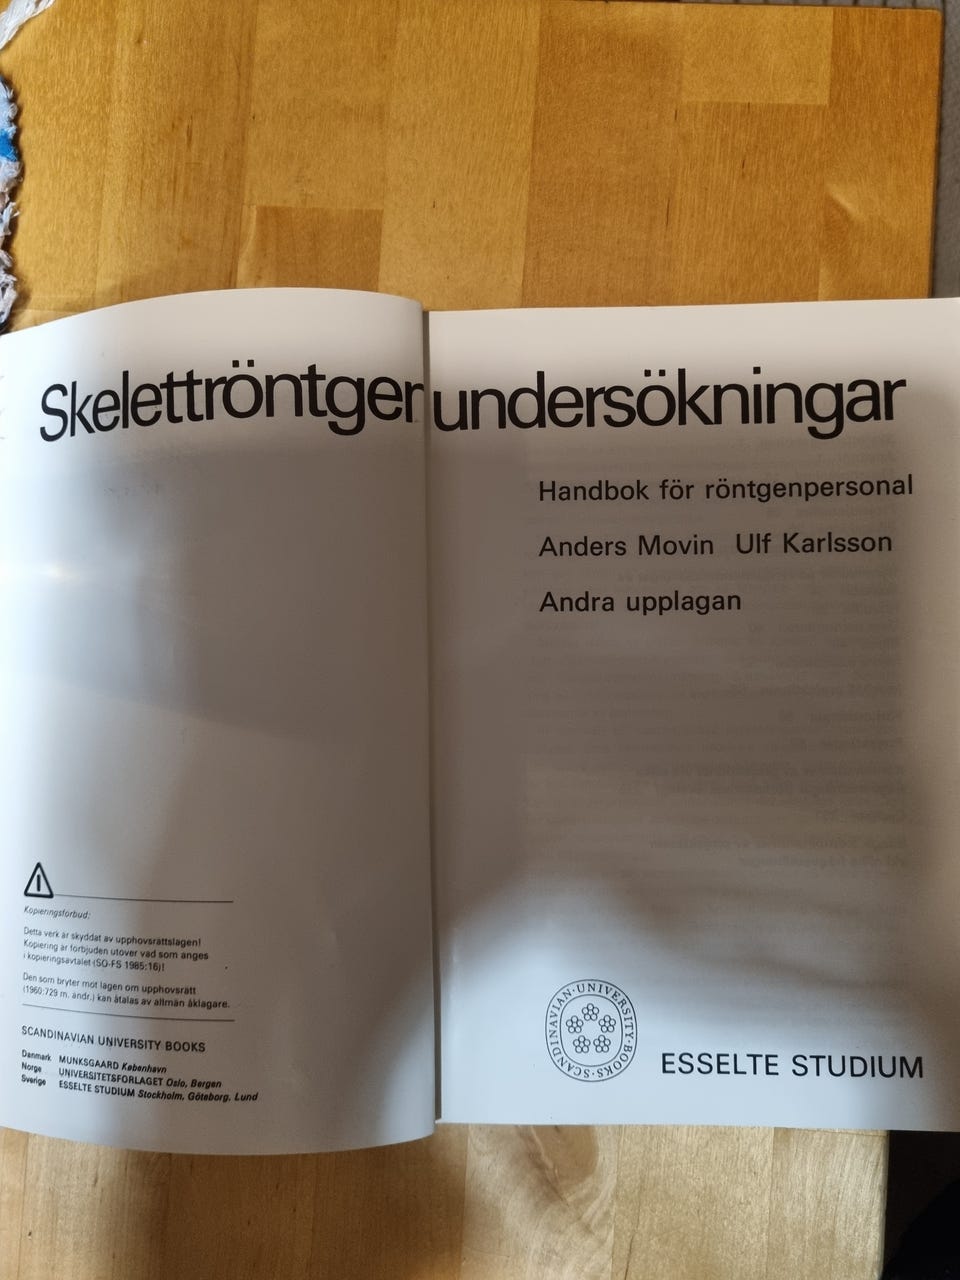 Skelettröntgenundersökningar
Handbok för röntgenpersonal
Anders Movin Ulf Karlsson
Andra upplagan
Kopieringsförbud:
Detta verk är skyddat av upphovsrättslagen!
Kopiering är förbjuden utöver vad som anges
i kopieringsavtalet (SÖ-FS 1985:16)!
Den som bryter mot lagen om upphovsrätt
(1960:729 m. ändr.) kan åtalas av allmän åklagare.
SCANDINAVIAN UNIVERSITY BOOKS
Danmark MUNKSGAARD København
Norge UNIVERSITETSFORLAGET Oslo, Bergen
Sverige ESSELTE STUDIUM Stockholm, Göteborg, Lund
SCANDINAVIAN·UNIVERSITY·BOOKS·
ESSELTE STUDIUM